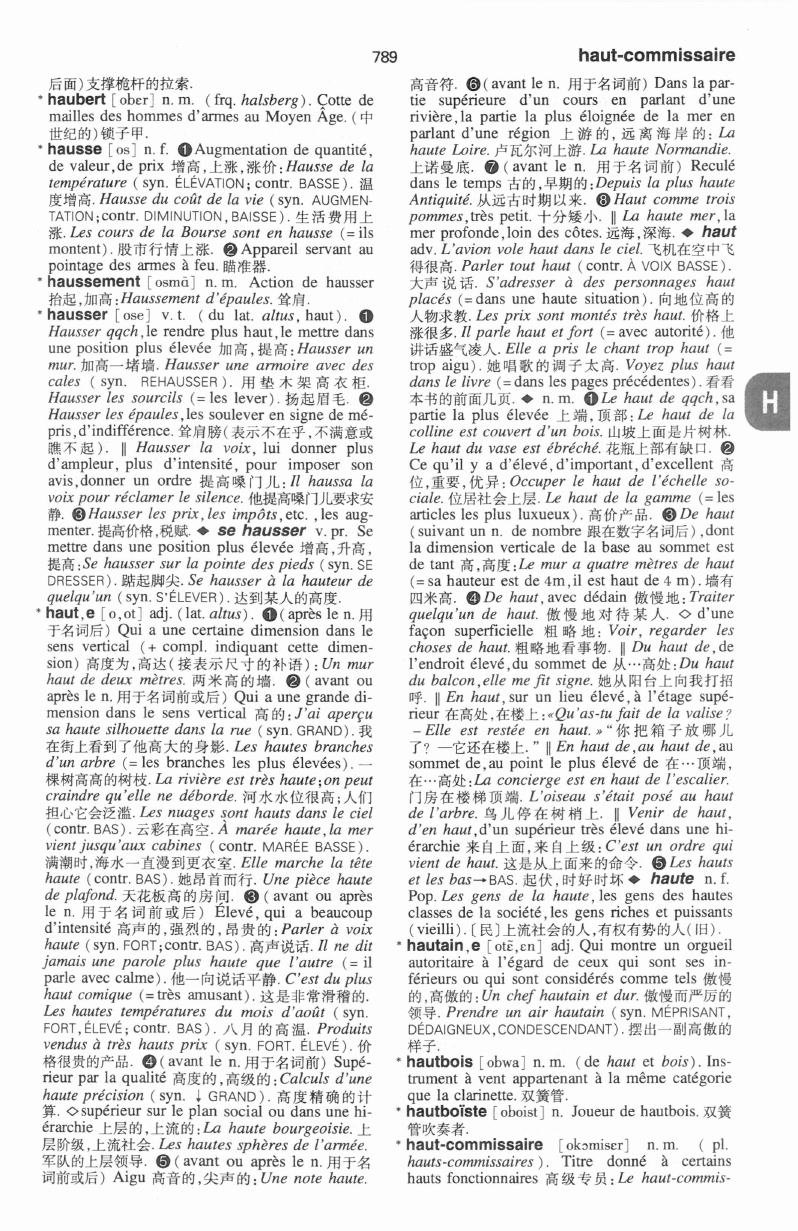 789
haut-commissaire
后面)支撑桅杆的拉索.
* haubert [obɛr] n. m. (frq. halsberg). Cotte de
mailles des hommes d'armes au Moyen Âge. (中
世纪的)锁子甲.
* hausse [os] n. f. ❶Augmentation de quantité,
de valeur, de prix 增高,上涨,涨价:Hausse de la
température (syn. ÉLÉVATION; contr. BASSE). 温
度增高. Hausse du coût de la vie (syn. AUGMEN-
TATION;contr. DIMINUTION, BAISSE). 生活费用上
涨. Les cours de la Bourse sont en hausse (= ils
montent). 股市行情上涨. ❷Appareil servant au
pointage des armes à feu. 瞄准器.
* haussement [osmɑ̃] n. m. Action de hausser
抬起,加高:Haussement d'épaules. 耸肩.
* hausser [ose] v. t. (du lat. altus, haut). ❶
Hausser qqch, le rendre plus haut, le mettre dans
une position plus élevée 加高,提高:Hausser un
mur. 加高一堵墙. Hausser une armoire avec des
cales (syn. REHAUSSER). 用垫木架高衣柜.
Hausser les sourcils (= les lever). 扬起眉毛. ❷
Hausser les épaules, les soulever en signe de mé-
pris, d'indifférence. 耸肩膀(表示不在乎,不满意或
瞧不起). ‖ Hausser la voix, lui donner plus
d'ampleur, plus d'intensité, pour imposer son
avis, donner un ordre 提高嗓门儿:Il haussa la
voix pour réclamer le silence. 他提高嗓门儿要求安
静. ❸Hausser les prix, les impôts, etc. , les aug-
menter. 提高价格,税赋. ◆ se hausser v. pr. Se
mettre dans une position plus élevée 增高,升高,
提高:Se hausser sur la pointe des pieds (syn. SE
DRESSER). 踮起脚尖. Se hausser à la hauteur de
quelqu'un (syn. S'ÉLEVER). 达到某人的高度.
* haut, e [o, ot] adj. (lat. altus). ❶(après le n. 用
于名词后) Qui a une certaine dimension dans le
sens vertical (+ compl. indiquant cette dimen-
sion) 高度为,高达(接表示尺寸的补语):Un mur
haut de deux mètres. 两米高的墙. ❷(avant ou
après le n. 用于名词前或后) Qui a une grande di-
mension dans le sens vertical 高的:J'ai aperçu
sa haute silhouette dans la rue (syn. GRAND). 我
在街上看到了他高大的身影. Les hautes branches
d'un arbre (= les branches les plus élevées). 一
棵树高高的树枝. La rivière est très haute; on peut
craindre qu'elle ne déborde. 河水水位很高;人们
担心它会泛滥. Les nuages sont hauts dans le ciel
(contr. BAS). 云彩在高空. À marée haute, la mer
vient jusqu'aux cabines (contr. MARÉE BASSE).
满潮时,海水一直漫到更衣室. Elle marche la tête
haute (contr. BAS). 她昂首而行. Une pièce haute
de plafond. 天花板高的房间. ❸(avant ou après
le n. 用于名词前或后) Élevé, qui a beaucoup
d'intensité 高声的,强烈的,昂贵的:Parler à voix
haute (syn. FORT;contr. BAS). 高声说话. Il ne dit
jamais une parole plus haute que l'autre (= il
parle avec calme). 他一向说话平静. C'est du plus
haut comique (= très amusant). 这是非常滑稽的.
Les hautes températures du mois d'août (syn.
FORT, ÉLEVÉ; contr. BAS). 八月的高温. Produits
vendus à très hauts prix (syn. FORT. ÉLEVÉ). 价
格很贵的产品. ❹(avant le n. 用于名词前) Supé-
rieur par la qualité 高度的,高级的:Calculs d'une
haute précision (syn. ↓ GRAND). 高度精确的计
算. ◇supérieur sur le plan social ou dans une hi-
érarchie 上层的,上流的:La haute bourgeoisie. 上
层阶级,上流社会. Les hautes sphères de l'armée.
军队的上层领导. ❺(avant ou après le n. 用于名
词前或后) Aigu 高音的,尖声的:Une note haute.
高音符. ❻(avant le n. 用于名词前) Dans la par-
tie supérieure d'un cours en parlant d'une
rivière, la partie la plus éloignée de la mer en
parlant d'une région 上游的,远离海岸的:La
haute Loire. 卢瓦尔河上游. La haute Normandie.
上诺曼底. ❼(avant le n. 用于名词前) Reculé
dans le temps 古的,早期的:Depuis la plus haute
Antiquité. 从远古时期以来. ❽Haut comme trois
pommes, très petit. 十分矮小. ‖ La haute mer, la
mer profonde, loin des côtes. 远海,深海. ◆ haut
adv. L'avion vole haut dans le ciel. 飞机在空中飞
得很高. Parler tout haut (contr. À VOIX BASSE).
大声说话. S'adresser à des personnages haut
placés (= dans une haute situation). 向地位高的
人物求教. Les prix sont montés très haut. 价格上
涨很多. Il parle haut et fort (= avec autorité). 他
讲话盛气凌人. Elle a pris le chant trop haut (=
trop aigu). 她唱歌的调子太高. Voyez plus haut
dans le livre (= dans les pages précédentes). 看看
本书的前面几页. ◆ n. m. ❶Le haut de qqch, sa
partie la plus élevée 上端,顶部:Le haut de la
colline est couvert d'un bois. 山坡上面是片树林.
Le haut du vase est ébréché. 花瓶上部有缺口. ❷
Ce qu'il y a d'élevé, d'important, d'excellent 高
位,重要,优异:Occuper le haut de l'échelle so-
ciale. 位居社会上层. Le haut de la gamme (= les
articles les plus luxueux). 高价产品. ❸De haut
(suivant un n. de nombre 跟在数字名词后), dont
la dimension verticale de la base au sommet est
de tant 高,高度:Le mur a quatre mètres de haut
(= sa hauteur est de 4m, il est haut de 4 m). 墙有
四米高. ❹De haut, avec dédain 傲慢地:Traiter
quelqu'un de haut. 傲慢地对待某人. ◇ d'une
façon superficielle 粗略地:Voir, regarder les
choses de haut. 粗略地看事物. ‖ Du haut de, de
l'endroit élevé, du sommet de 从…高处:Du haut
du balcon, elle me fit signe. 她从阳台上向我打招
呼. ‖ En haut, sur un lieu élevé, à l'étage supé-
rieur 在高处,在楼上:«Qu'as-tu fait de la valise?
– Elle est restée en haut. »“你把箱子放哪儿
了? —它还在楼上.” ‖ En haut de, au haut de, au
sommet de, au point le plus élevé de 在…顶端,
在…高处:La concierge est en haut de l'escalier.
门房在楼梯顶端. L'oiseau s'était posé au haut
de l'arbre. 鸟儿停在树梢上. ‖ Venir de haut,
d'en haut, d'un supérieur très élevé dans une hi-
érarchie 来自上面,来自上级:C'est un ordre qui
vient de haut. 这是从上面来的命令. ❺Les hauts
et les bas→BAS. 起伏,时好时坏 ◆ haute n. f.
Pop. Les gens de la haute, les gens des hautes
classes de la société, les gens riches et puissants
(vieilli). 〔民〕上流社会的人,有权有势的人(旧).
* hautain, e [otɛ̃, ɛn] adj. Qui montre un orgueil
autoritaire à l'égard de ceux qui sont ses in-
férieurs ou qui sont considérés comme tels 傲慢
的,高傲的:Un chef hautain et dur. 傲慢而严厉的
领导. Prendre un air hautain (syn. MÉPRISANT,
DÉDAIGNEUX, CONDESCENDANT). 摆出一副高傲的
样子.
* hautbois [obwa] n. m. (de haut et bois). Ins-
trument à vent appartenant à la même catégorie
que la clarinette. 双簧管.
* hautboïste [oboist] n. Joueur de hautbois. 双簧
管吹奏者.
* haut-commissaire [okɔmisɛr] n. m. ( pl.
hauts-commissaires). Titre donné à certains
hauts fonctionnaires 高级专员:Le haut-commis-
H